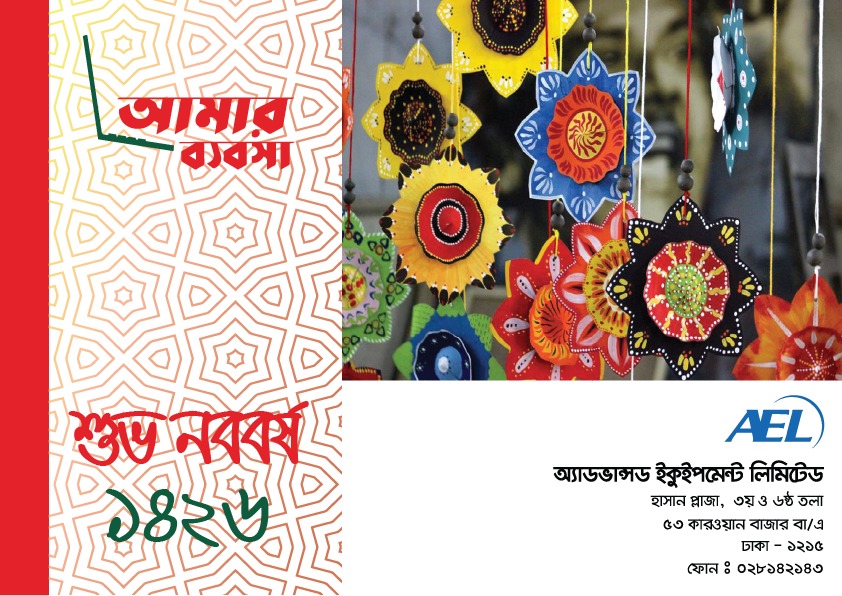 আমার
ব্যবসা
শুভ নববর্ষ
১৪২৬
AEL
অ্যাডভান্সড ইকুইপমেন্ট লিমিটেড
হাসান প্লাজা, ৩য় ও ৬ষ্ঠ তলা
৫৩ কারওয়ান বাজার বা/এ
ঢাকা - ১২১৫
ফোন : ০২৮১৪২১৪৩